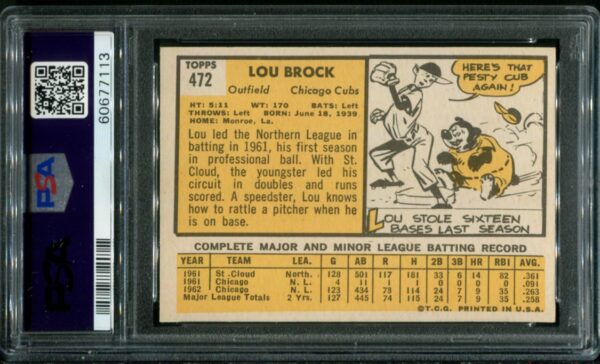 60677113
PSA
PSA
TOPPS
472
LOU BROCK
Outfield Chicago Cubs
HT: 5:11 WT: 170 BATS: Left
THROWS: Left BORN: June 18, 1939
HOME: Monroe, La.
Lou led the Northern League in
batting in 1961, his first season
in professional ball. With St.
Cloud, the youngster led his
circuit in doubles and runs
scored. A speedster, Lou knows
how to rattle a pitcher when he
is on base.
HERE'S THAT
PESTY CUB
AGAIN!
LOU STOLE SIXTEEN
BASES LAST SEASON
COMPLETE MAJOR AND MINOR LEAGUE BATTING RECORD
YEAR TEAM LEA. G AB R H 2B 3B HR RBI AVG.
1961 St. Cloud North. 128 501 117 181 33 6 14 82 .361
1961 Chicago N. L. 4 11 1 1 0 0 0 0 .091
1962 Chicago N. L. 123 434 73 114 24 7 9 35 .263
Major League Totals 2 Yrs. 127 445 74 115 24 7 9 35 .258
©T.C.G. PRINTED IN U.S.A.